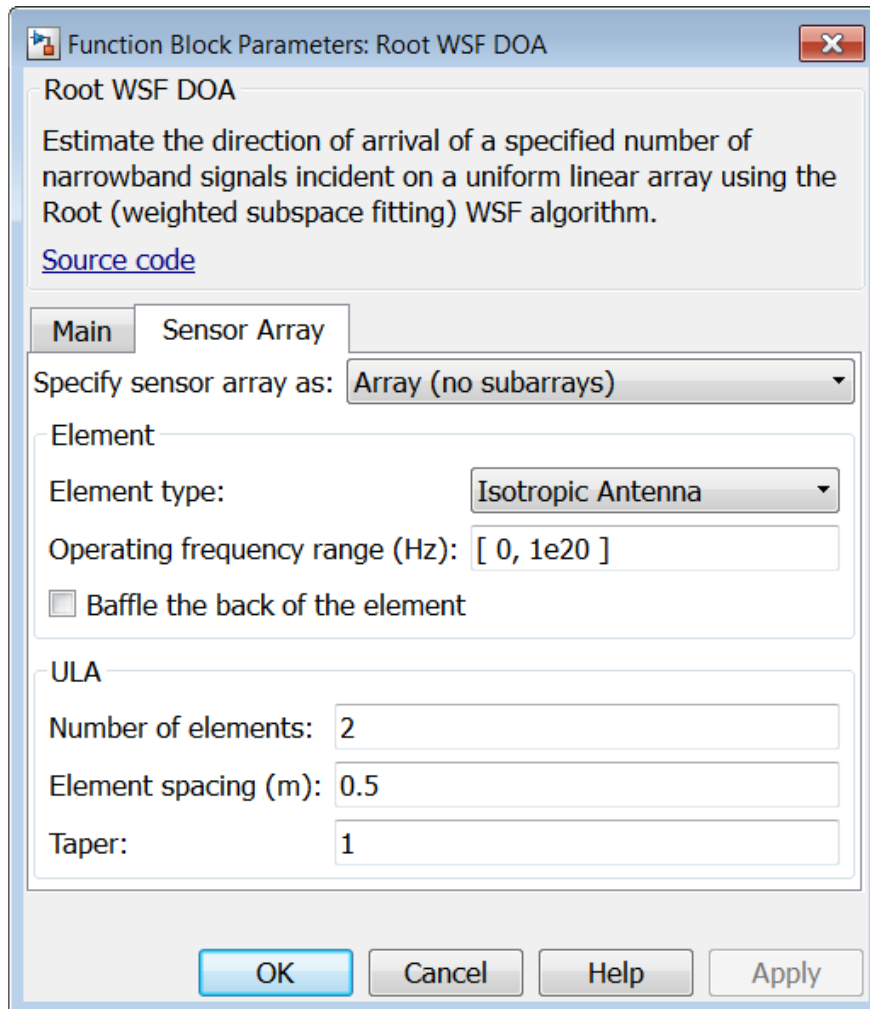 Function Block Parameters: Root WSF DOA
Root WSF DOA
Estimate the direction of arrival of a specified number of
narrowband signals incident on a uniform linear array using the
Root (weighted subspace fitting) WSF algorithm.
Source code
Main Sensor Array
Specify sensor array as: Array (no subarrays)
Element
Element type: Isotropic Antenna
Operating frequency range (Hz): [ 0, 1e20 ]
Baffle the back of the element
ULA
Number of elements: 2
Element spacing (m): 0.5
Taper: 1
OK Cancel Help Apply